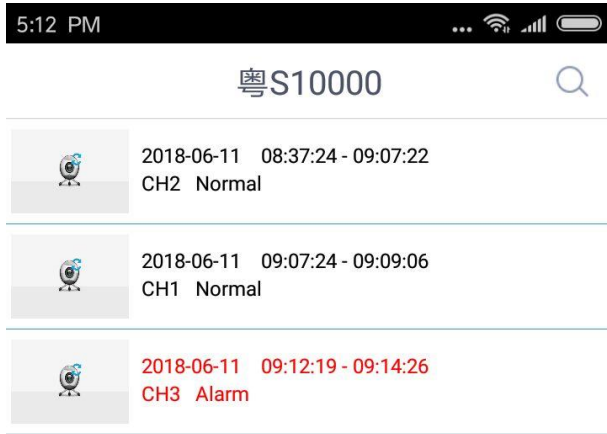 5:12 PM
粤S10000
2018-06-11 08:37:24 - 09:07:22
CH2 Normal
2018-06-11 09:07:24 - 09:09:06
CH1 Normal
2018-06-11 09:12:19 - 09:14:26
CH3 Alarm